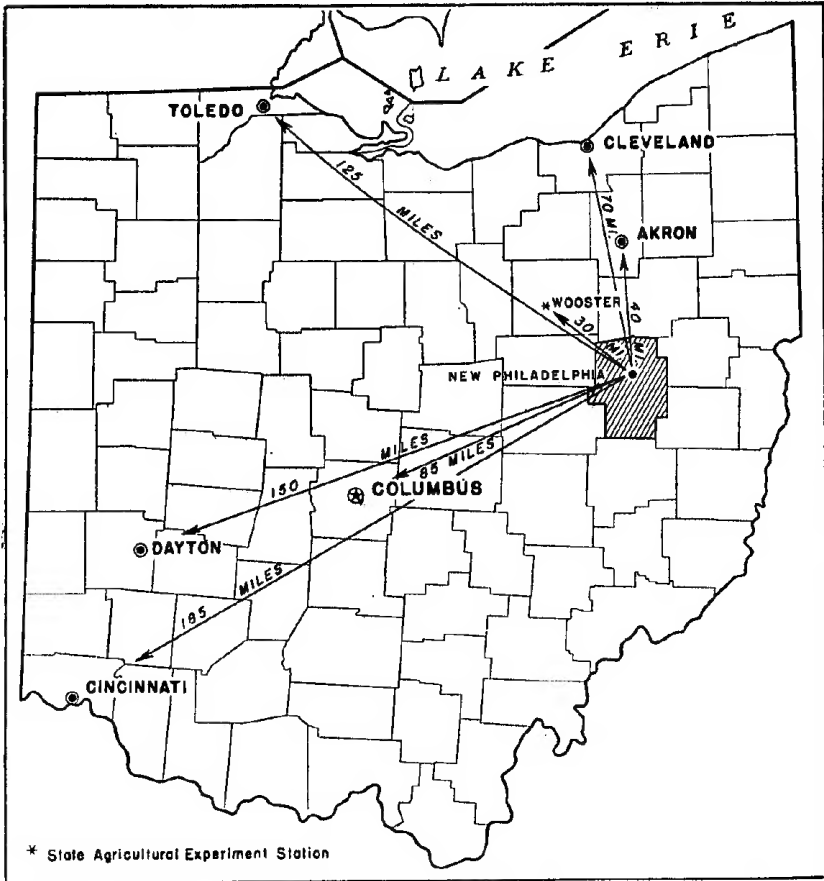 LAKE ERIE
TOLEDO
CLEVELAND
125 MILES
70 MI.
AKRON
*WOOSTER
30 MI.
40 MI.
NEW PHILADELPHIA
MILES
85 MILES
150
COLUMBUS
DAYTON
MILES
185
CINCINNATI
* State Agricultural Experiment Station